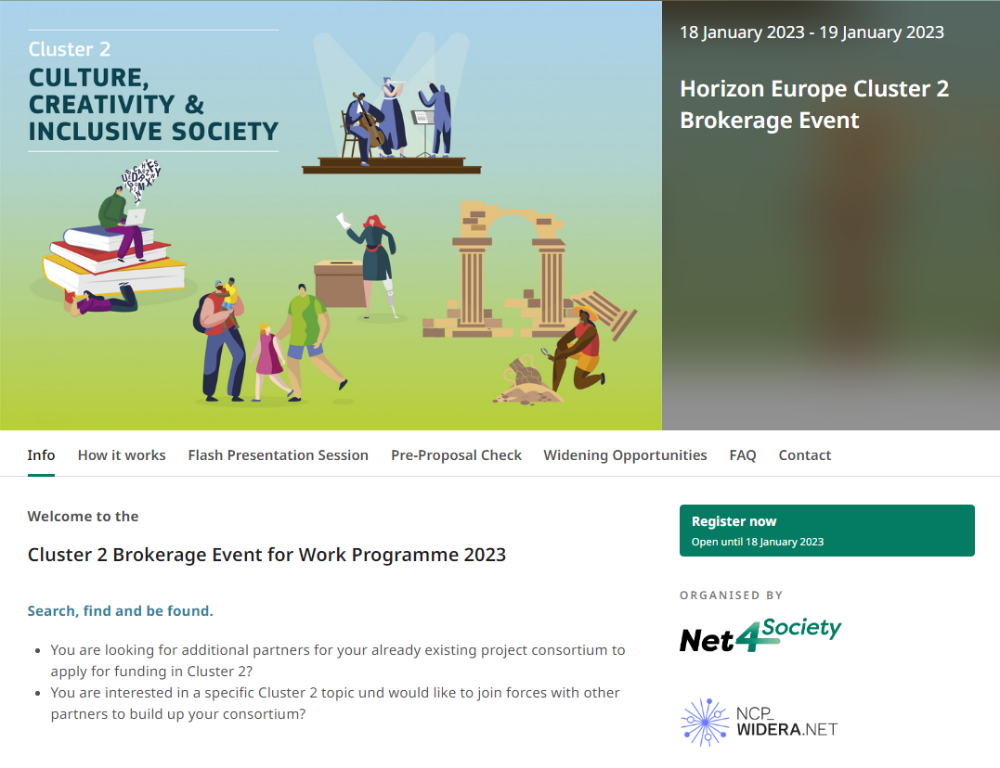 Cluster 2
CULTURE,
CREATIVITY &
INCLUSIVE SOCIETY
18 January 2023 - 19 January 2023
Horizon Europe Cluster 2
Brokerage Event
Info
How it works
Flash Presentation Session
Pre-Proposal Check
Widening Opportunities
FAQ
Contact
Welcome to the
Cluster 2 Brokerage Event for Work Programme 2023
Search, find and be found.
• You are looking for additional partners for your already existing project consortium to
apply for funding in Cluster 2?
• You are interested in a specific Cluster 2 topic und would like to join forces with other
partners to build up your consortium?
Register now
Open until 18 January 2023
ORGANISED BY
Net4Society
NCP_
WIDERA.NET